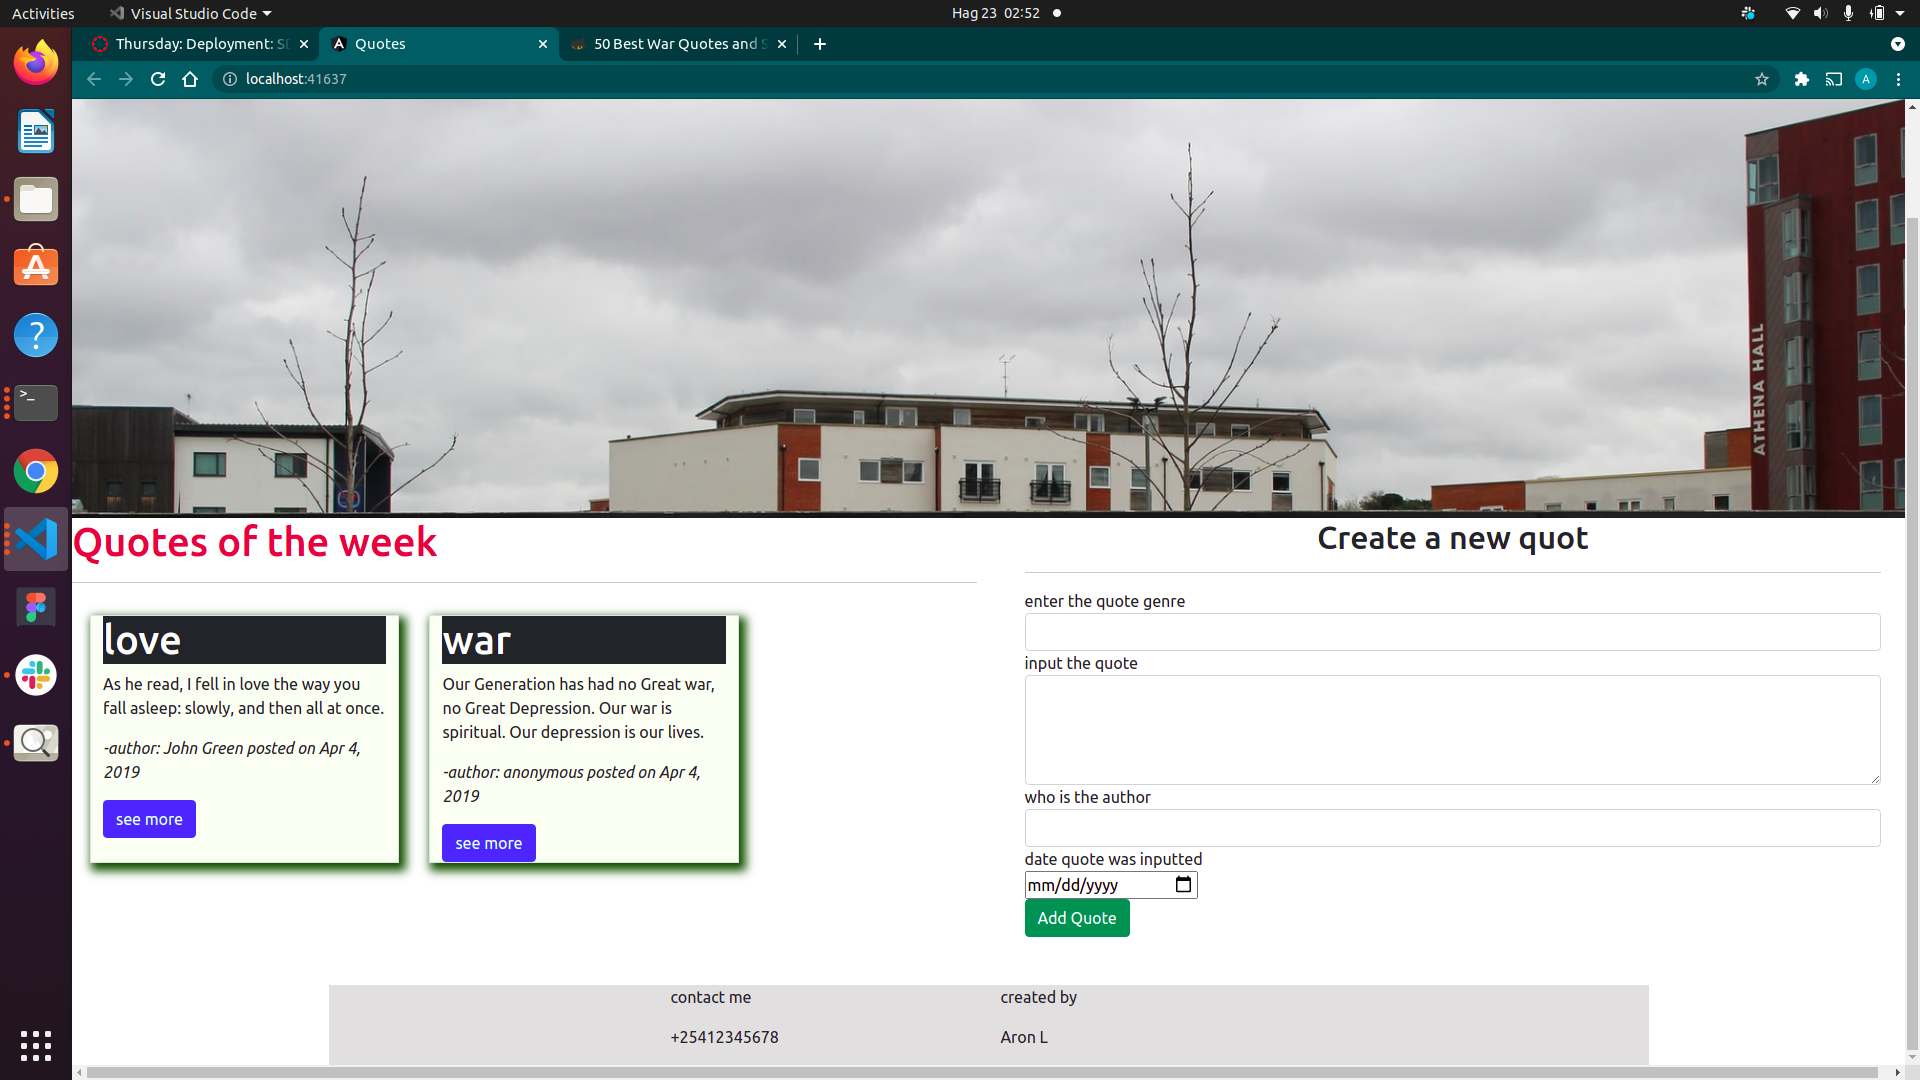 Activities
Visual Studio Code
Hag 23 02:52
Thursday: Deployment: SD
Quotes
50 Best War Quotes and S
localhost:41637
A
ATHENA HALL
Quotes of the week
love
As he read, I fell in love the way you
fall asleep: slowly, and then all at once.
-author: John Green posted on Apr 4,
2019
see more
war
Our Generation has had no Great war,
no Great Depression. Our war is
spiritual. Our depression is our lives.
-author: anonymous posted on Apr 4,
2019
see more
Create a new quot
enter the quote genre
input the quote
who is the author
date quote was inputted
mm/dd/yyyy
Add Quote
contact me
+25412345678
created by
Aron L